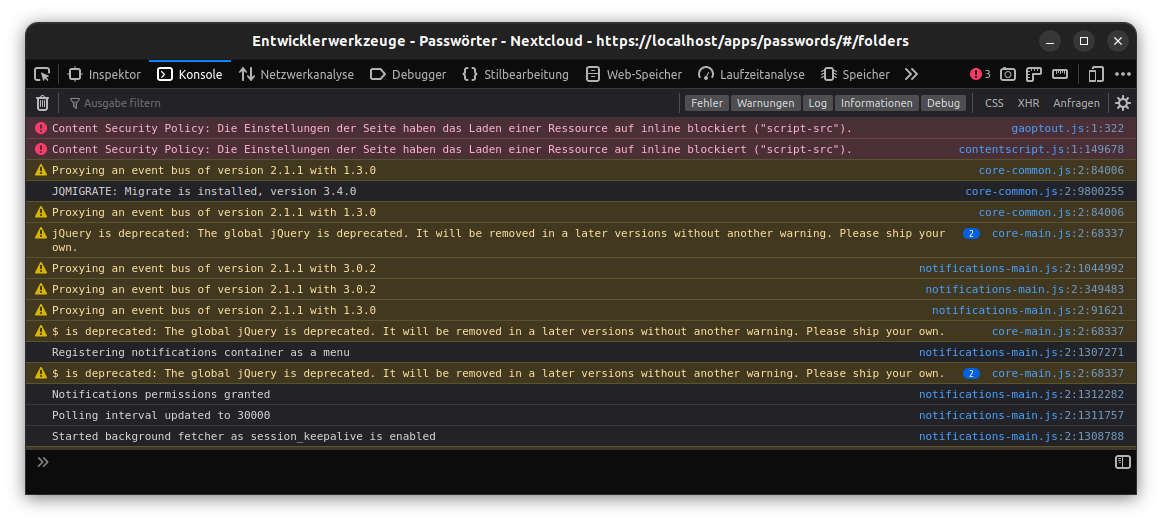 Entwicklerwerkzeuge - Passwörter - Nextcloud - https://localhost/apps/passwords/#/folders
Inspektor Konsole Netzwerkanalyse Debugger Stilbearbeitung Web-Speicher Laufzeitanalyse Speicher 3
Ausgabe filtern Fehler Warnungen Log Informationen Debug CSS XHR Anfragen
Content Security Policy: Die Einstellungen der Seite haben das Laden einer Ressource auf inline blockiert ("script-src"). gaoptout.js:1:322
Content Security Policy: Die Einstellungen der Seite haben das Laden einer Ressource auf inline blockiert ("script-src"). contentscript.js:1:149678
Proxying an event bus of version 2.1.1 with 1.3.0 core-common.js:2:84006
JQMIGRATE: Migrate is installed, version 3.4.0 core-common.js:2:9800255
Proxying an event bus of version 2.1.1 with 1.3.0 core-common.js:2:84006
jQuery is deprecated: The global jQuery is deprecated. It will be removed in a later versions without another warning. Please ship your 2 core-main.js:2:68337
own.
Proxying an event bus of version 2.1.1 with 3.0.2 notifications-main.js:2:1044992
Proxying an event bus of version 2.1.1 with 3.0.2 notifications-main.js:2:349483
Proxying an event bus of version 2.1.1 with 1.3.0 notifications-main.js:2:91621
$ is deprecated: The global jQuery is deprecated. It will be removed in a later versions without another warning. Please ship your own. core-main.js:2:68337
Registering notifications container as a menu notifications-main.js:2:1307271
$ is deprecated: The global jQuery is deprecated. It will be removed in a later versions without another warning. Please ship your own. 2 core-main.js:2:68337
Notifications permissions granted notifications-main.js:2:1312282
Polling interval updated to 30000 notifications-main.js:2:1311757
Started background fetcher as session_keepalive is enabled notifications-main.js:2:1308788